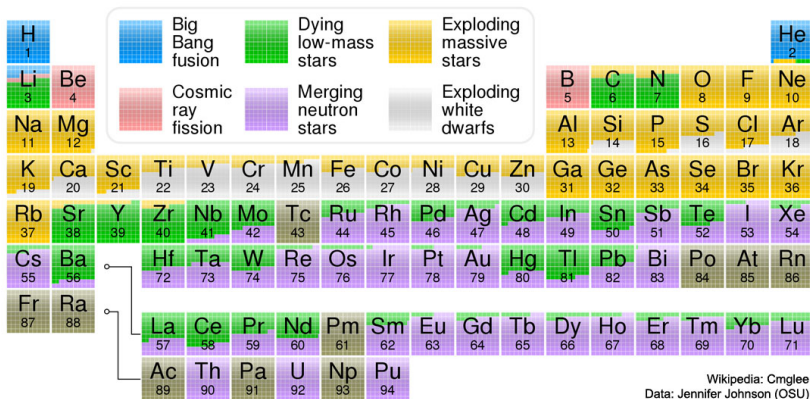 Big Bang fusion
Dying low-mass stars
Exploding massive stars
Cosmic ray fission
Merging neutron stars
Exploding white dwarfs
H He
1 2
Li Be B C N O F Ne
3 4 5 6 7 8 9 10
Na Mg Al Si P S Cl Ar
11 12 13 14 15 16 17 18
K Ca Sc Ti V Cr Mn Fe Co Ni Cu Zn Ga Ge As Se Br Kr
19 20 21 22 23 24 25 26 27 28 29 30 31 32 33 34 35 36
Rb Sr Y Zr Nb Mo Tc Ru Rh Pd Ag Cd In Sn Sb Te I Xe
37 38 39 40 41 42 43 44 45 46 47 48 49 50 51 52 53 54
Cs Ba Hf Ta W Re Os Ir Pt Au Hg Tl Pb Bi Po At Rn
55 56 72 73 74 75 76 77 78 79 80 81 82 83 84 85 86
Fr Ra
87 88
La Ce Pr Nd Pm Sm Eu Gd Tb Dy Ho Er Tm Yb Lu
57 58 59 60 61 62 63 64 65 66 67 68 69 70 71
Ac Th Pa U Np Pu
89 90 91 92 93 94
Wikipedia: Cmglee
Data: Jennifer Johnson (OSU)